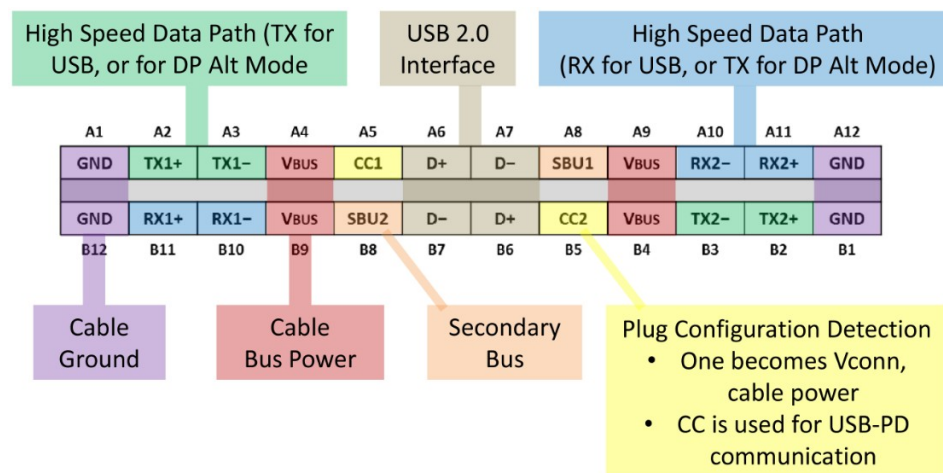 High Speed Data Path (TX for
USB, or for DP Alt Mode
USB 2.0
Interface
High Speed Data Path
(RX for USB, or TX for DP Alt Mode)
A1 A2 A3 A4 A5 A6 A7 A8 A9 A10 A11 A12
GND TX1+ TX1− VBUS CC1 D+ D− SBU1 VBUS RX2− RX2+ GND
GND RX1+ RX1− VBUS SBU2 D− D+ CC2 VBUS TX2− TX2+ GND
B12 B11 B10 B9 B8 B7 B6 B5 B4 B3 B2 B1
Cable
Ground
Cable
Bus Power
Secondary
Bus
Plug Configuration Detection
• One becomes Vconn,
cable power
• CC is used for USB-PD
communication